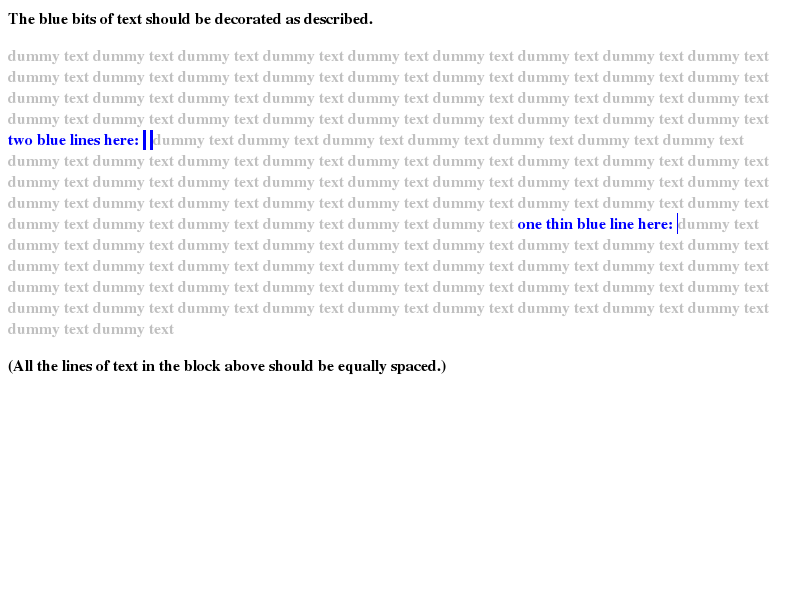 The blue bits of text should be decorated as described.
dummy text dummy text dummy text dummy text dummy text dummy text dummy text dummy text dummy text
dummy text dummy text dummy text dummy text dummy text dummy text dummy text dummy text dummy text
dummy text dummy text dummy text dummy text dummy text dummy text dummy text dummy text dummy text
dummy text dummy text dummy text dummy text dummy text dummy text dummy text dummy text dummy text
two blue lines here: dummy text dummy text dummy text dummy text dummy text dummy text dummy text
dummy text dummy text dummy text dummy text dummy text dummy text dummy text dummy text dummy text
dummy text dummy text dummy text dummy text dummy text dummy text dummy text dummy text dummy text
dummy text dummy text dummy text dummy text dummy text dummy text dummy text dummy text dummy text
dummy text dummy text dummy text dummy text dummy text dummy text one thin blue line here: dummy text
dummy text dummy text dummy text dummy text dummy text dummy text dummy text dummy text dummy text
dummy text dummy text dummy text dummy text dummy text dummy text dummy text dummy text dummy text
dummy text dummy text dummy text dummy text dummy text dummy text dummy text dummy text dummy text
dummy text dummy text dummy text dummy text dummy text dummy text dummy text dummy text dummy text
dummy text dummy text
(All the lines of text in the block above should be equally spaced.)